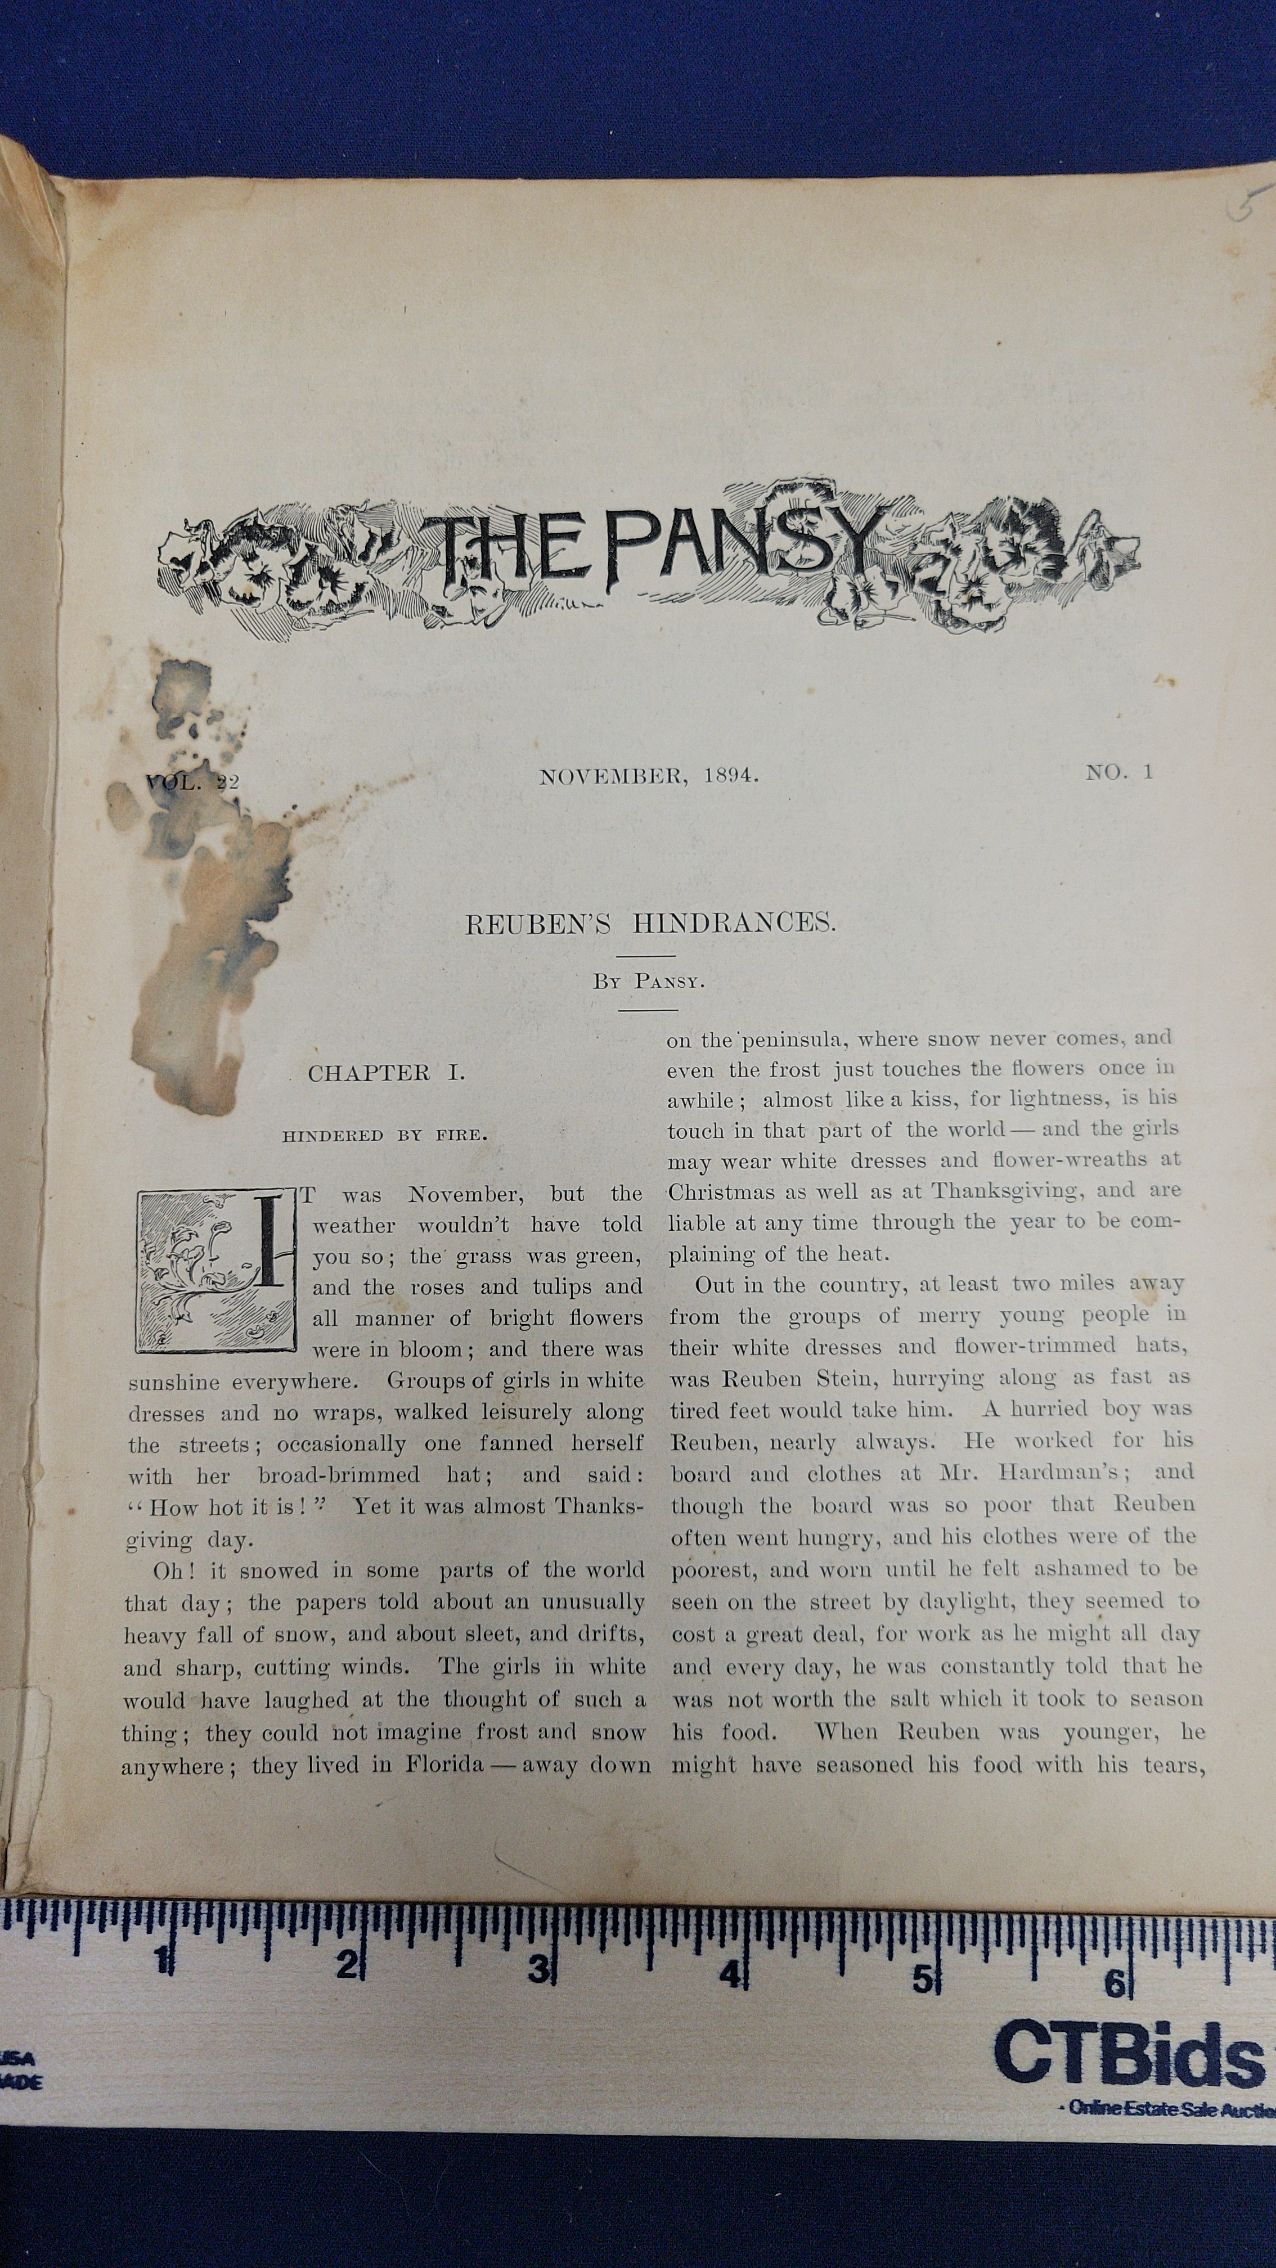 5
THE PANSY
VOL. 22
NOVEMBER, 1894.
NO. 1
REUBEN'S HINDRANCES.
BY PANSY.
CHAPTER I.
HINDERED BY FIRE.
IT was November, but the
weather wouldn't have told
you so; the grass was green,
and the roses and tulips and
all manner of bright flowers
were in bloom; and there was
sunshine everywhere. Groups of girls in white
dresses and no wraps, walked leisurely along
the streets; occasionally one fanned herself
with her broad-brimmed hat; and said:
"How hot it is!" Yet it was almost Thanks-
giving day.
Oh! it snowed in some parts of the world
that day; the papers told about an unusually
heavy fall of snow, and about sleet, and drifts,
and sharp, cutting winds. The girls in white
would have laughed at the thought of such a
thing; they could not imagine frost and snow
anywhere; they lived in Florida — away down
on the peninsula, where snow never comes, and
even the frost just touches the flowers once in
awhile; almost like a kiss, for lightness, is his
touch in that part of the world — and the girls
may wear white dresses and flower-wreaths at
Christmas as well as at Thanksgiving, and are
liable at any time through the year to be com-
plaining of the heat.
Out in the country, at least two miles away
from the groups of merry young people in
their white dresses and flower-trimmed hats,
was Reuben Stein, hurrying along as fast as
tired feet would take him. A hurried boy was
Reuben, nearly always. He worked for his
board and clothes at Mr. Hardman's; and
though the board was so poor that Reuben
often went hungry, and his clothes were of the
poorest, and worn until he felt ashamed to be
seen on the street by daylight, they seemed to
cost a great deal, for work as he might all day
and every day, he was constantly told that he
was not worth the salt which it took to season
his food. When Reuben was younger, he
might have seasoned his food with his tears,
1 2 3 4 5 6
USA
MADE
CTBids
- Online Estate Sale Auctio